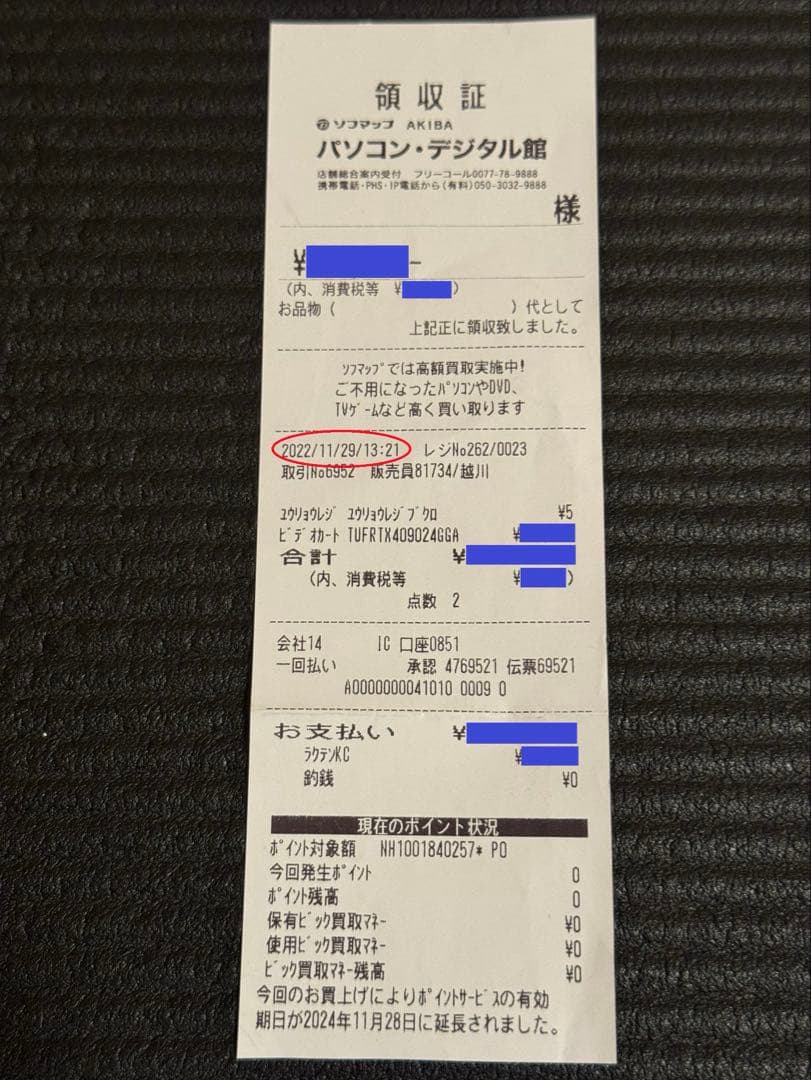 領収証
ソフマップ AKIBA
パソコン・デジタル館
店舗総合案内受付 フリーコール0077-78-9888
携帯電話・PHS・IP電話から(有料)050-3032-9888
様
¥ -
(内、消費税等 ¥ )
お品物( )代として
上記正に領収致しました。
ソフマップでは高額買取実施中!
ご不用になったパソコンやDVD、
TVゲームなど高く買い取ります
2022/11/29/13:21 レジNo262/0023
取引No6952 販売員81734/越川
ユウリョウレジ ユウリョウレジブクロ ¥5
ビデオカート TUFRTX409024GGA ¥
合計 ¥
(内、消費税等 ¥ )
点数 2
会社14 IC 口座0851
一回払い 承認 4769521 伝票69521
A0000000041010 0009 0
お支払い ¥
ラクテンKC ¥
釣銭 ¥0
現在のポイント状況
ポイント対象額 NH1001840257* P0
今回発生ポイント 0
ポイント残高 0
保有ビック買取マネー ¥0
使用ビック買取マネー ¥0
ビック買取マネー残高 ¥0
今回のお買上げによりポイントサービスの有効
期日が2024年11月28日に延長されました。